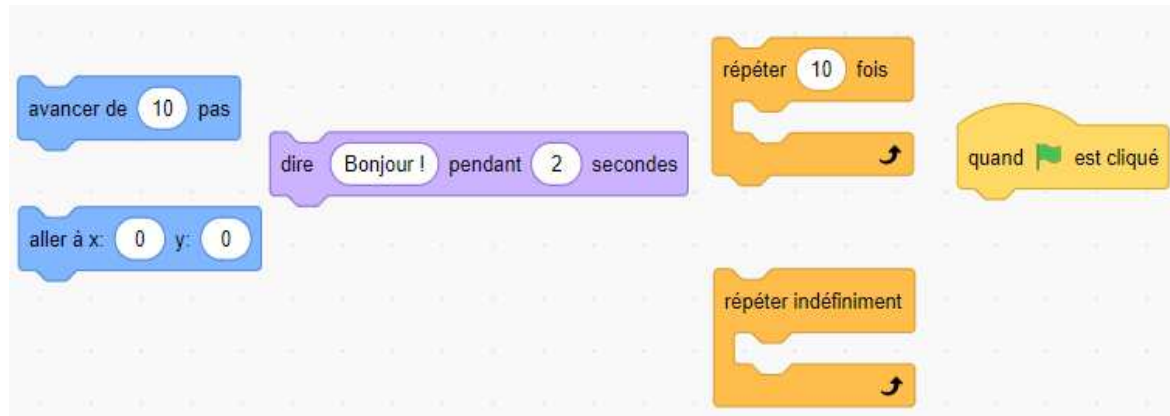 avancer de 10 pas
aller à x: 0 y: 0
dire Bonjour ! pendant 2 secondes
répéter 10 fois
répéter indéfiniment
quand est cliqué